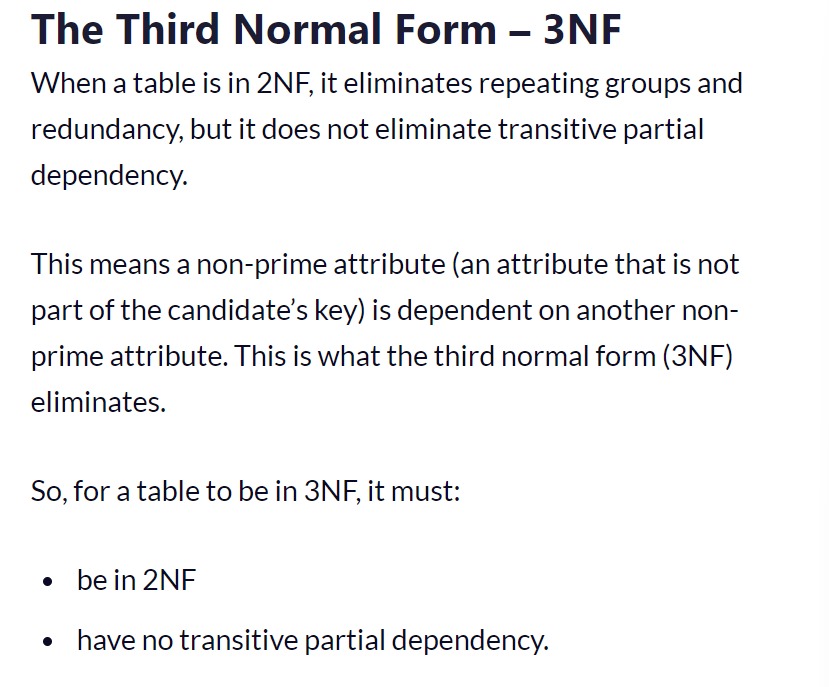 The Third Normal Form – 3NF
When a table is in 2NF, it eliminates repeating groups and
redundancy, but it does not eliminate transitive partial
dependency.
This means a non-prime attribute (an attribute that is not
part of the candidate’s key) is dependent on another non-
prime attribute. This is what the third normal form (3NF)
eliminates.
So, for a table to be in 3NF, it must:
• be in 2NF
• have no transitive partial dependency.